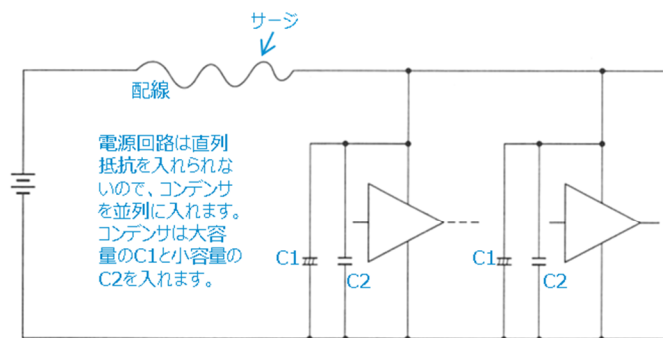 サージ
配線
電源回路は直列
抵抗を入れられな
いので、コンデンサ
を並列に入れます。
コンデンサは大容
量のC1と小容量の
C2を入れます。
C1
C2
C1
C2